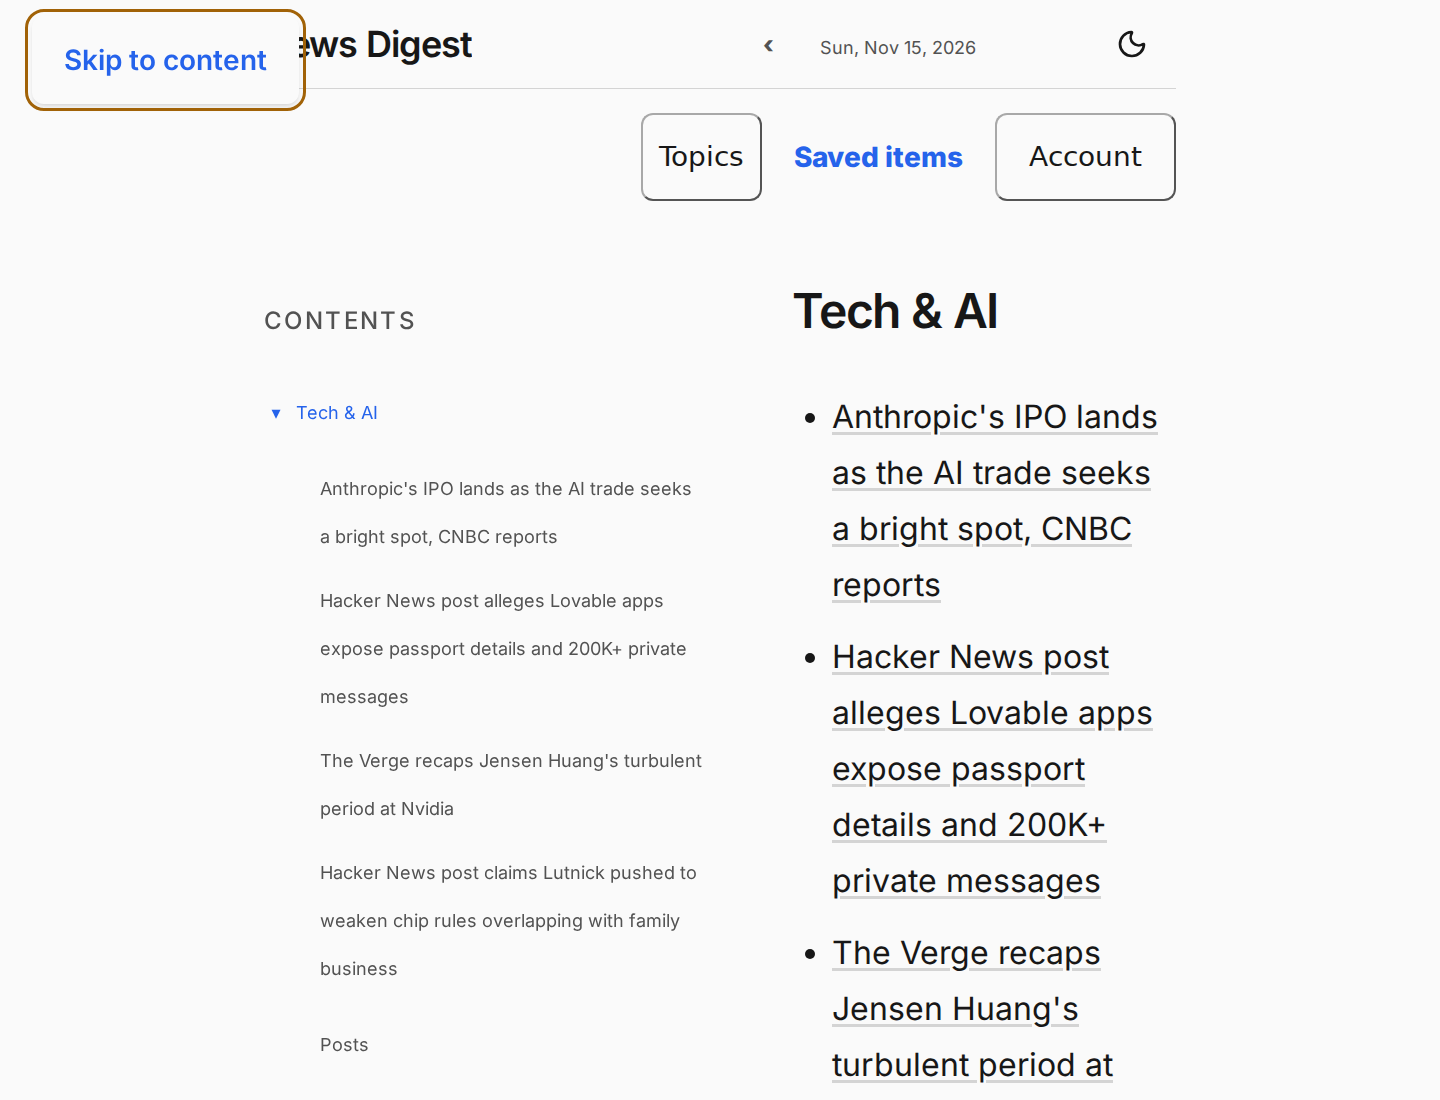 Skip to content
ews Digest
‹
Sun, Nov 15, 2026
Topics
Saved items
Account
CONTENTS
▼ Tech & AI
Anthropic's IPO lands as the AI trade seeks
a bright spot, CNBC reports
Hacker News post alleges Lovable apps
expose passport details and 200K+ private
messages
The Verge recaps Jensen Huang's turbulent
period at Nvidia
Hacker News post claims Lutnick pushed to
weaken chip rules overlapping with family
business
Posts
Tech & AI
• Anthropic's IPO lands
as the AI trade seeks
a bright spot, CNBC
reports
• Hacker News post
alleges Lovable apps
expose passport
details and 200K+
private messages
• The Verge recaps
Jensen Huang's
turbulent period at